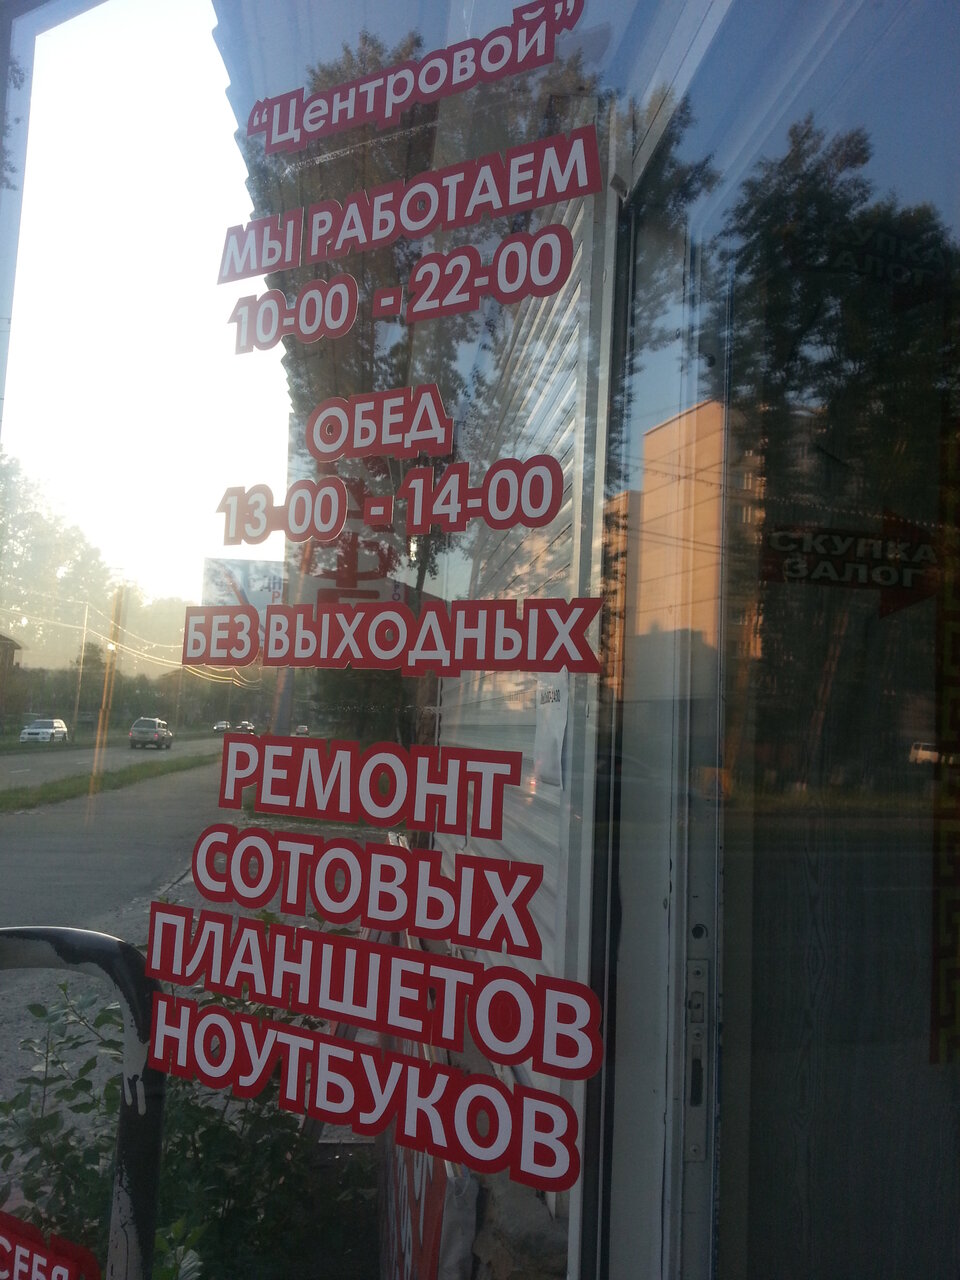 “Центровой”
МЫ РАБОТАЕМ
10-00 - 22-00
ОБЕД
13-00 - 14-00
БЕЗ ВЫХОДНЫХ
РЕМОНТ
СОТОВЫХ
ПЛАНШЕТОВ
НОУТБУКОВ
СКУПКА
ЗАЛОГ
СЕБЯ